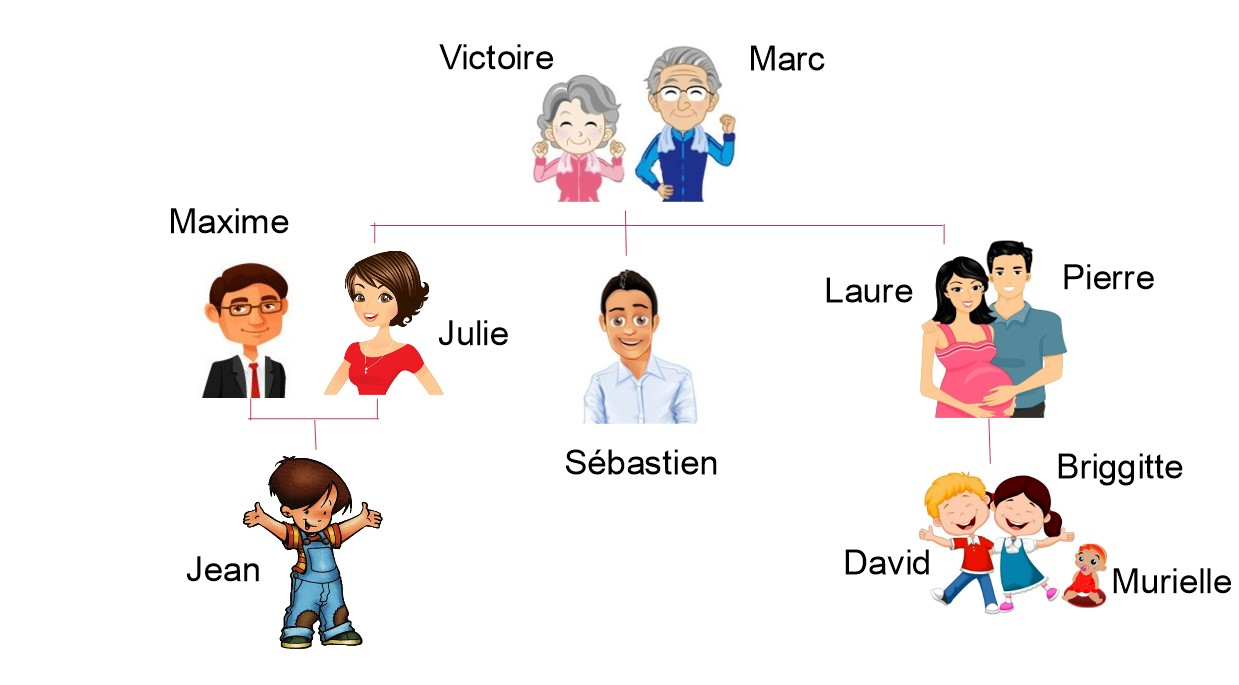 Victoire
Marc
Maxime
Julie
Laure
Pierre
Sébastien
Briggitte
David
Jean
Murielle